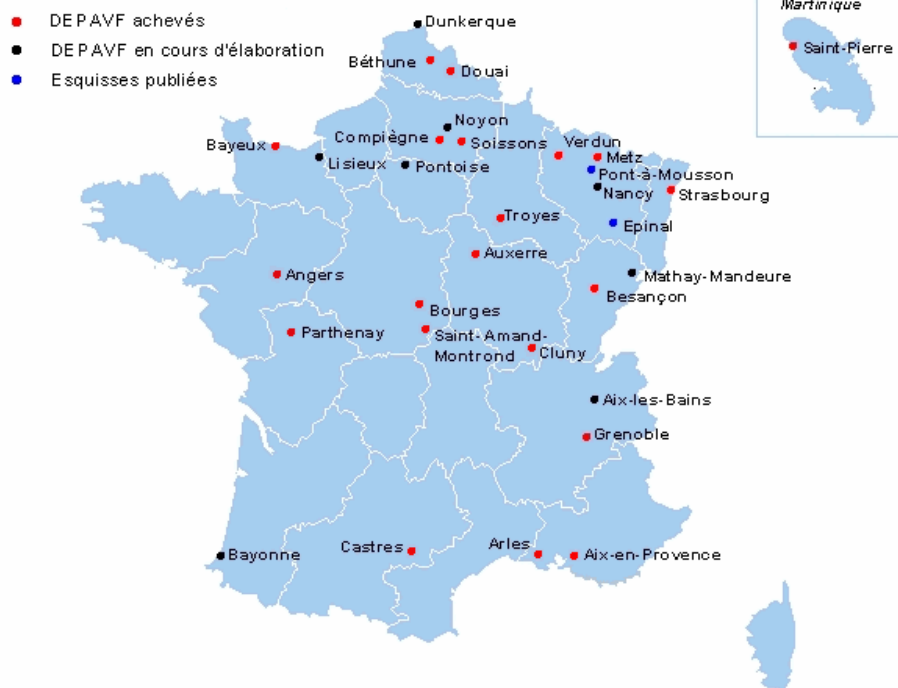 DEPAVF achevés
DEPAVF en cours d'élaboration
Esquisses publiées
Martinique
Saint-Pierre
Dunkerque
Béthune
Douai
Noyon
Compiègne
Soissons
Verdun
Metz
Bayeux
Lisieux
Pontoise
Pont-à-Mousson
Nancy
Strasbourg
Troyes
Epinal
Auxerre
Angers
Mathay-Mandeure
Besançon
Bourges
Parthenay
Saint-Amand-
Montrond
Cluny
Aix-les-Bains
Grenoble
Bayonne
Castres
Arles
Aix-en-Provence